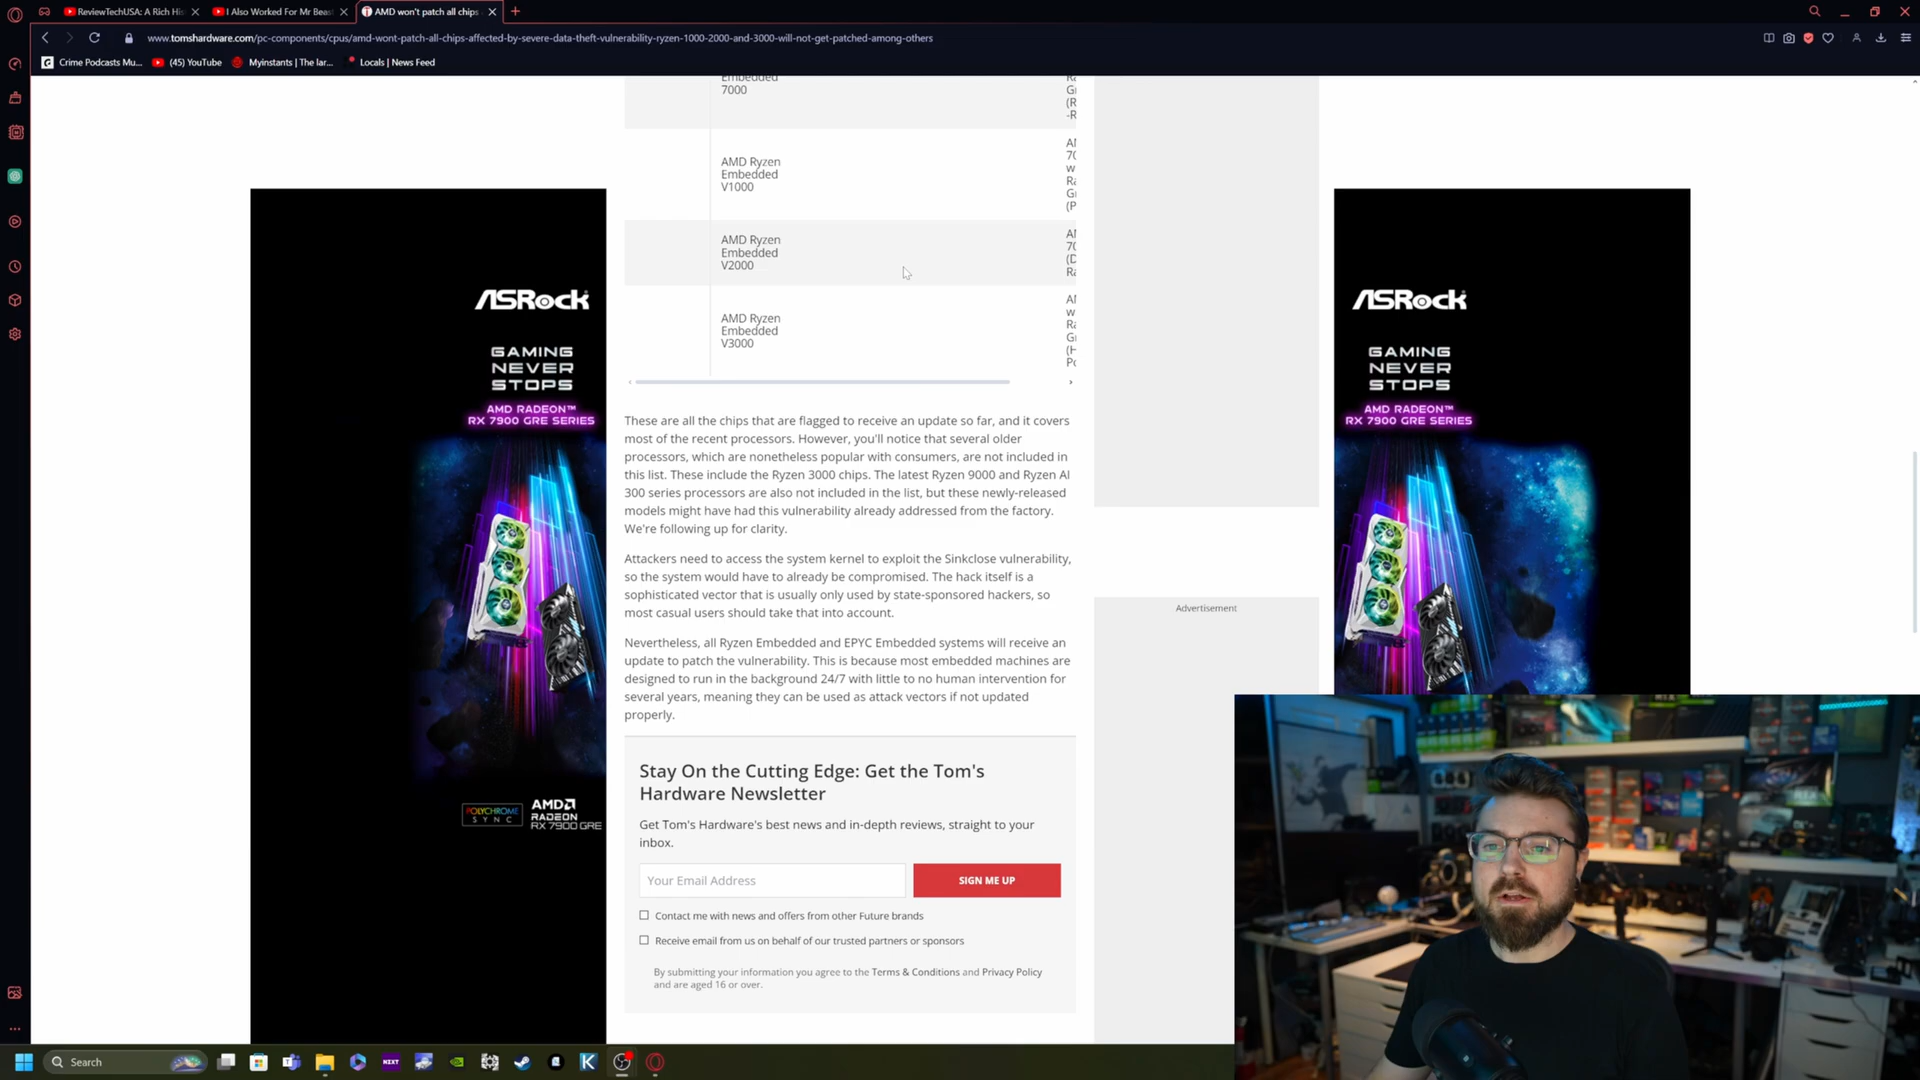 ReviewTechUSA: A Rich His
I Also Worked For Mr Beas
AMD won't patch all chips
www.tomshardware.com/pc-components/cpus/amd-wont-patch-all-chips-affected-by-severe-data-theft-vulnerability-ryzen-1000-2000-and-3000-will-not-get-patched-among-others
Crime Podcasts Mu...
(45) YouTube
Myinstants | The lar...
Locals | News Feed
Embedded
7000
Ra
(R
-R
AMD Ryzen
Embedded
V1000
AMD Ryzen
Embedded
V2000
AMD Ryzen
Embedded
V3000
These are all the chips that are flagged to receive an update so far, and it covers
most of the recent processors. However, you'll notice that several older
processors, which are nonetheless popular with consumers, are not included in
this list. These include the Ryzen 3000 chips. The latest Ryzen 9000 and Ryzen AI
300 series processors are also not included in the list, but these newly-released
models might have had this vulnerability already addressed from the factory.
We're following up for clarity.
Attackers need to access the system kernel to exploit the Sinkclose vulnerability,
so the system would have to already be compromised. The hack itself is a
sophisticated vector that is usually only used by state-sponsored hackers, so
most casual users should take that into account.
Nevertheless, all Ryzen Embedded and EPYC Embedded systems will receive an
update to patch the vulnerability. This is because most embedded machines are
designed to run in the background 24/7 with little to no human intervention for
several years, meaning they can be used as attack vectors if not updated
properly.
Stay On the Cutting Edge: Get the Tom's
Hardware Newsletter
Get Tom's Hardware's best news and in-depth reviews, straight to your
inbox.
Your Email Address
SIGN ME UP
Contact me with news and offers from other Future brands
Receive email from us on behalf of our trusted partners or sponsors
By submitting your information you agree to the Terms & Conditions and Privacy Policy
and are aged 16 or over.
ASRock
GAMING
NEVER
STOPS
AMD RADEON™
RX 7900 GRE SERIES
POLYCHROME
SYNC
AMD
RADEON
RX 7900 GRE
Advertisement
ASRock
GAMING
NEVER
STOPS
AMD RADEON™
RX 7900 GRE SERIES
Search
NZXT